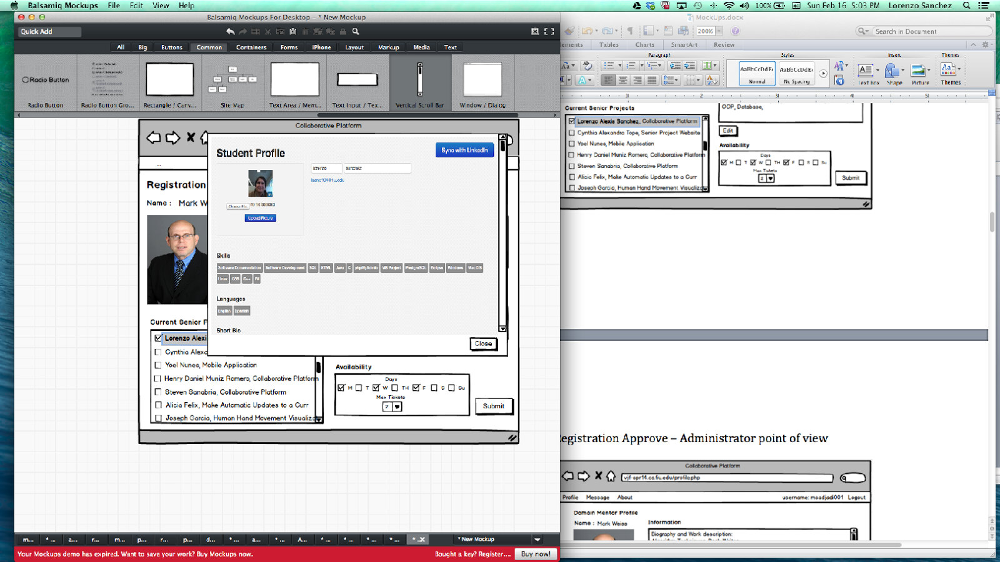 Balsamiq Mockups File Edit View Help
100% Sun Feb 16 5:03 PM Lorenzo Sanchez
Balsamiq Mockups For Desktop - * New Mockup
Quick Add
All Big Buttons Common Containers Forms iPhone Layout Markup Media Text
Radio Button
Radio Button Radio Button Gro... Rectangle / Canv... Site Map Text Area / Mem... Text Input / Tex... Vertical Scroll Bar Window / Dialog
Collaborative Platform
Student Profile
Sync with LinkedIn
lorenzo sanchez
Choose File
Upload Picture
...
Registration
Name : Mark W
Skills
Software Documentation Software Development SQL HTML Java C phpMyAdmin MS Project PostgreSQL Eclipse Windows Mac OS
Linux CSS C++
Languages
English Spanish
Short Bio
Close
Current Senior P
Lorenzo Alexi
Cynthia Alexa
Yoel Nunes, Mobile Application
Henry Daniel Muniz Romero, Collaborative Platform
Steven Sanabria, Collaborative Platform
Alicia Felix, Make Automatic Updates to a Curr
Joseph Garcia, Human Hand Movement Visualiz
Availability
Days
M T W TH F S Su
Max Tickets
2
Submit
m... *... a... r... m... p... r... p... d... *... a... *... A... *... *... *... *... *...X * New Mockup
Your Mockups demo has expired. Want to save your work? Buy Mockups now.
Bought a key? Register.... Buy now!
MockUps.docx
200%
Search in Document
lements Tables Charts SmartArt Review
Paragraph Styles Insert Themes
AaBbCcDdEe AaBbCcDdEe
Normal No Spacing
Text Box Shape Picture Themes
1 2 3 4 5
Current Senior Projects
OOP, Database,
Lorenzo Alexis Sanchez, Collaborative Platform
Cynthia Alexandra Tope, Senior Project Website
Yoel Nunes, Mobile Application
Henry Daniel Muniz Romero, Collaborative Platform
Steven Sanabria, Collaborative Platform
Alicia Felix, Make Automatic Updates to a Curr
Joseph Garcia, Human Hand Movement Visualiz
Edit
Availability
Days
M T W TH F S Su
Max Tickets
2
Submit
egistration Approve – Administrator point of view
Collaborative Platform
vjf-spr14.cs.fiu.edu/profile.php
Profile Message About
username: msadjadi001 Logout
Domain Mentor Profile
Name : Mark Weiss
Information
Biography and Work description: